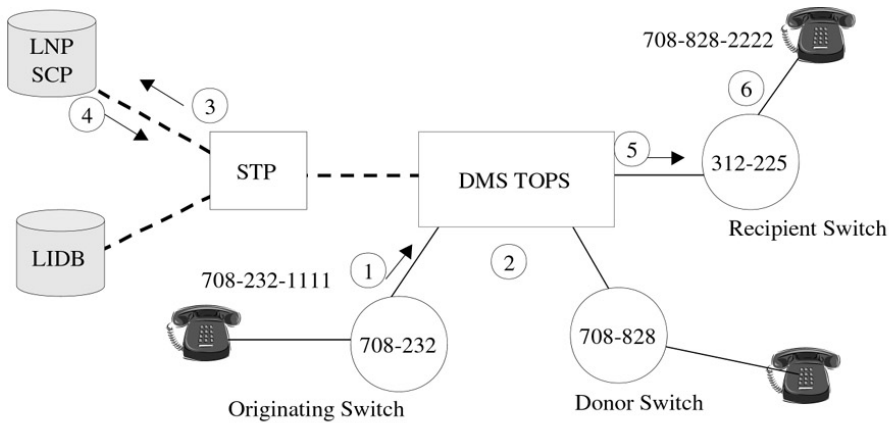 LNP
SCP
3
4
708-828-2222
6
STP
DMS TOPS
5
312-225
Recipient Switch
LIDB
708-232-1111
1
2
708-232
708-828
Originating Switch
Donor Switch